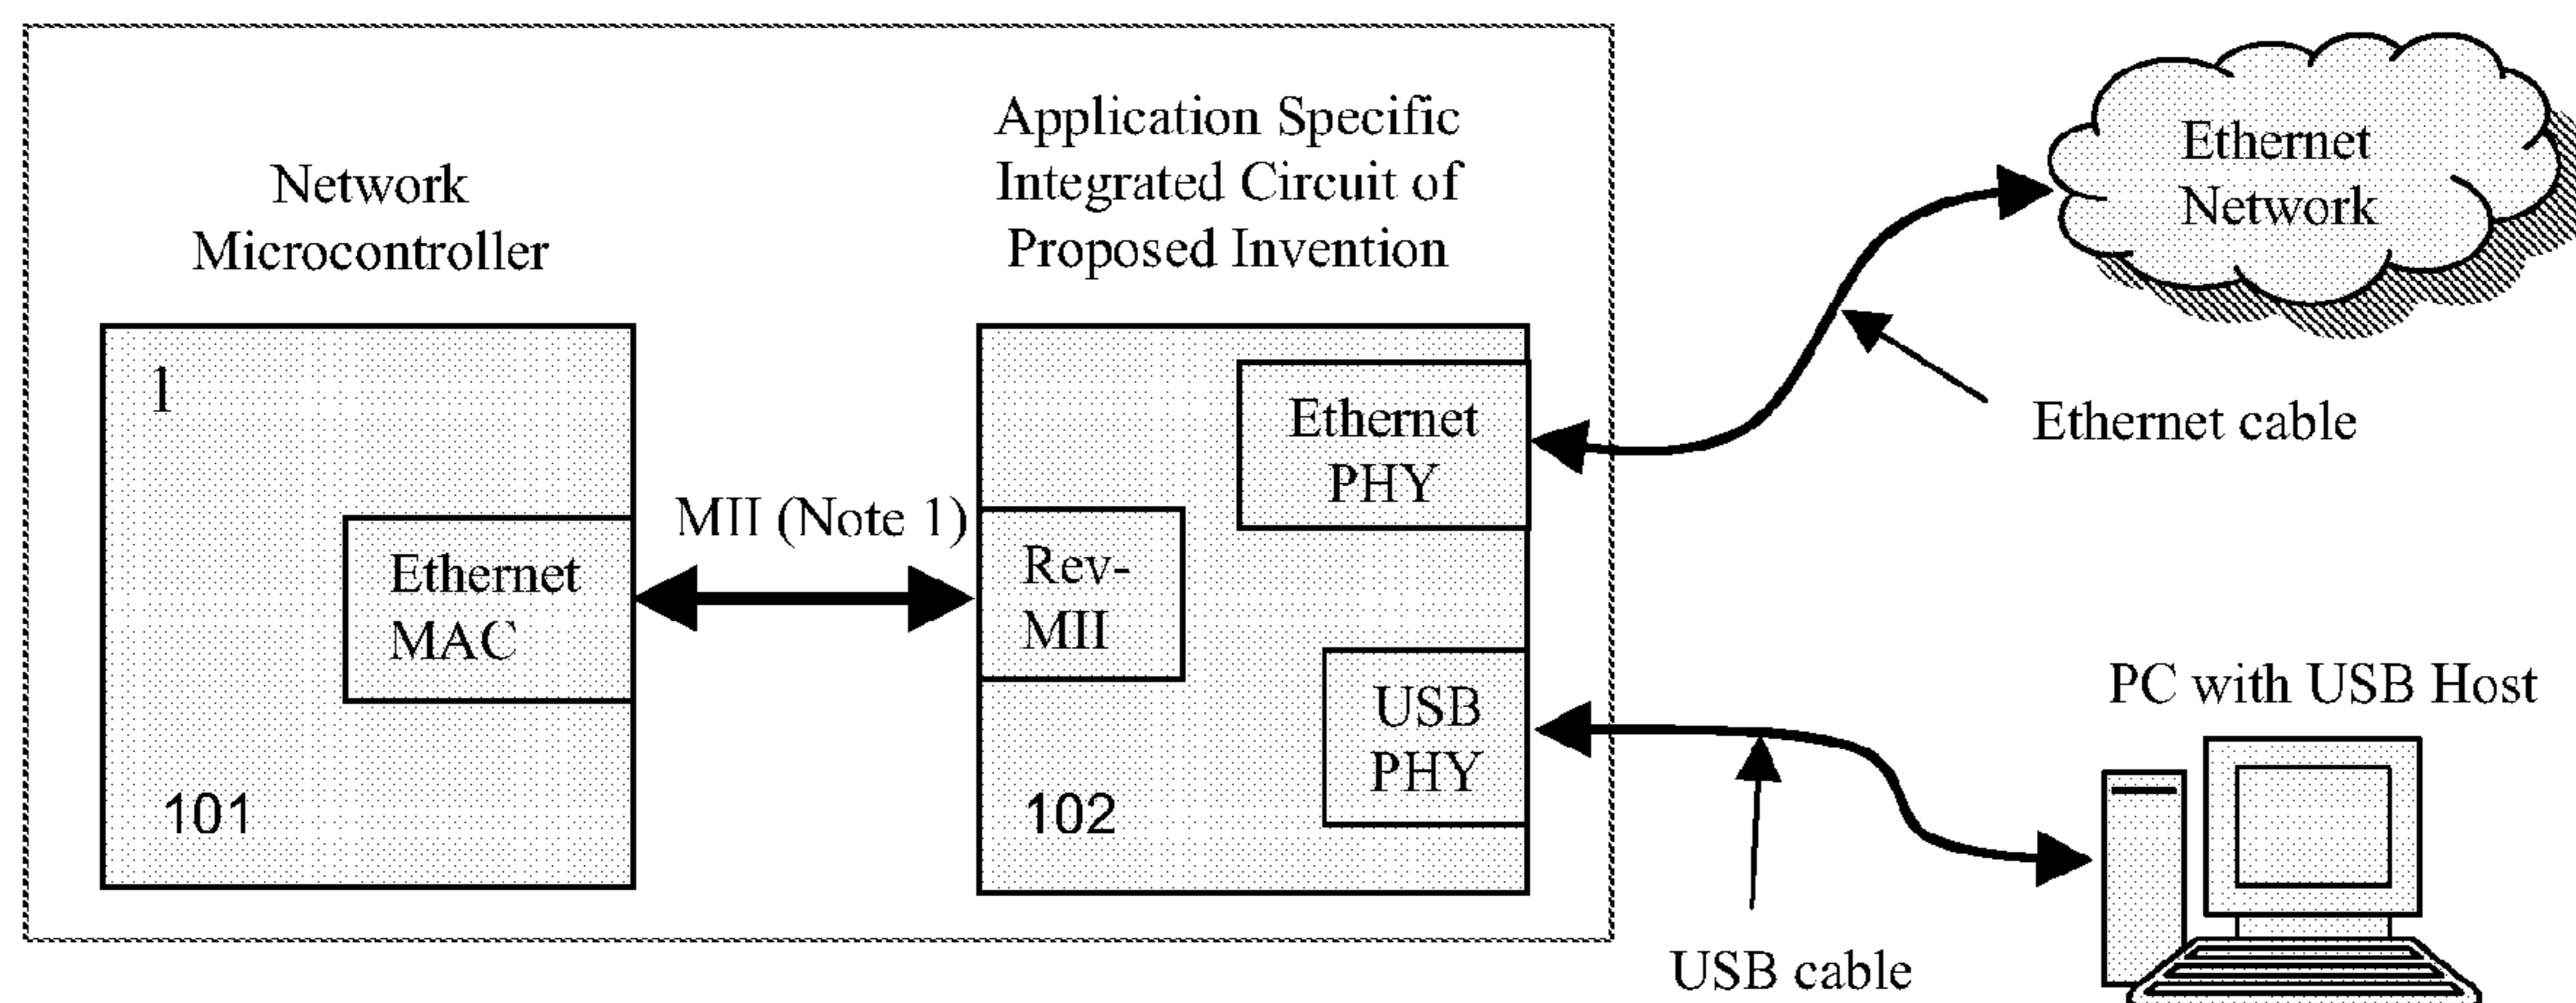 Network
Microcontroller
1
Ethernet
MAC
101
MII (Note 1)
Application Specific
Integrated Circuit of
Proposed Invention
Ethernet
PHY
Rev-
MII
USB
PHY
102
Ethernet
Network
Ethernet cable
PC with USB Host
USB cable